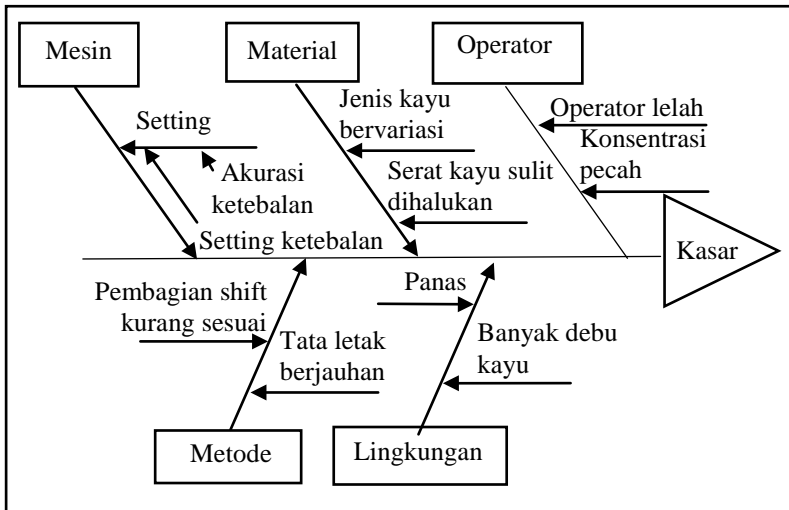 Mesin
Material
Operator
Setting
Akurasi
ketebalan
Setting ketebalan
Jenis kayu
bervariasi
Serat kayu sulit
dihalukan
Operator lelah
Konsentrasi
pecah
Kasar
Pembagian shift
kurang sesuai
Tata letak
berjauhan
Panas
Banyak debu
kayu
Metode
Lingkungan